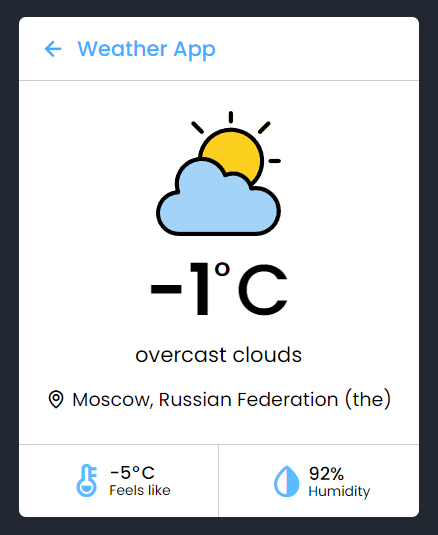 Weather App
-1°C
overcast clouds
Moscow, Russian Federation (the)
-5°C
Feels like
92%
Humidity